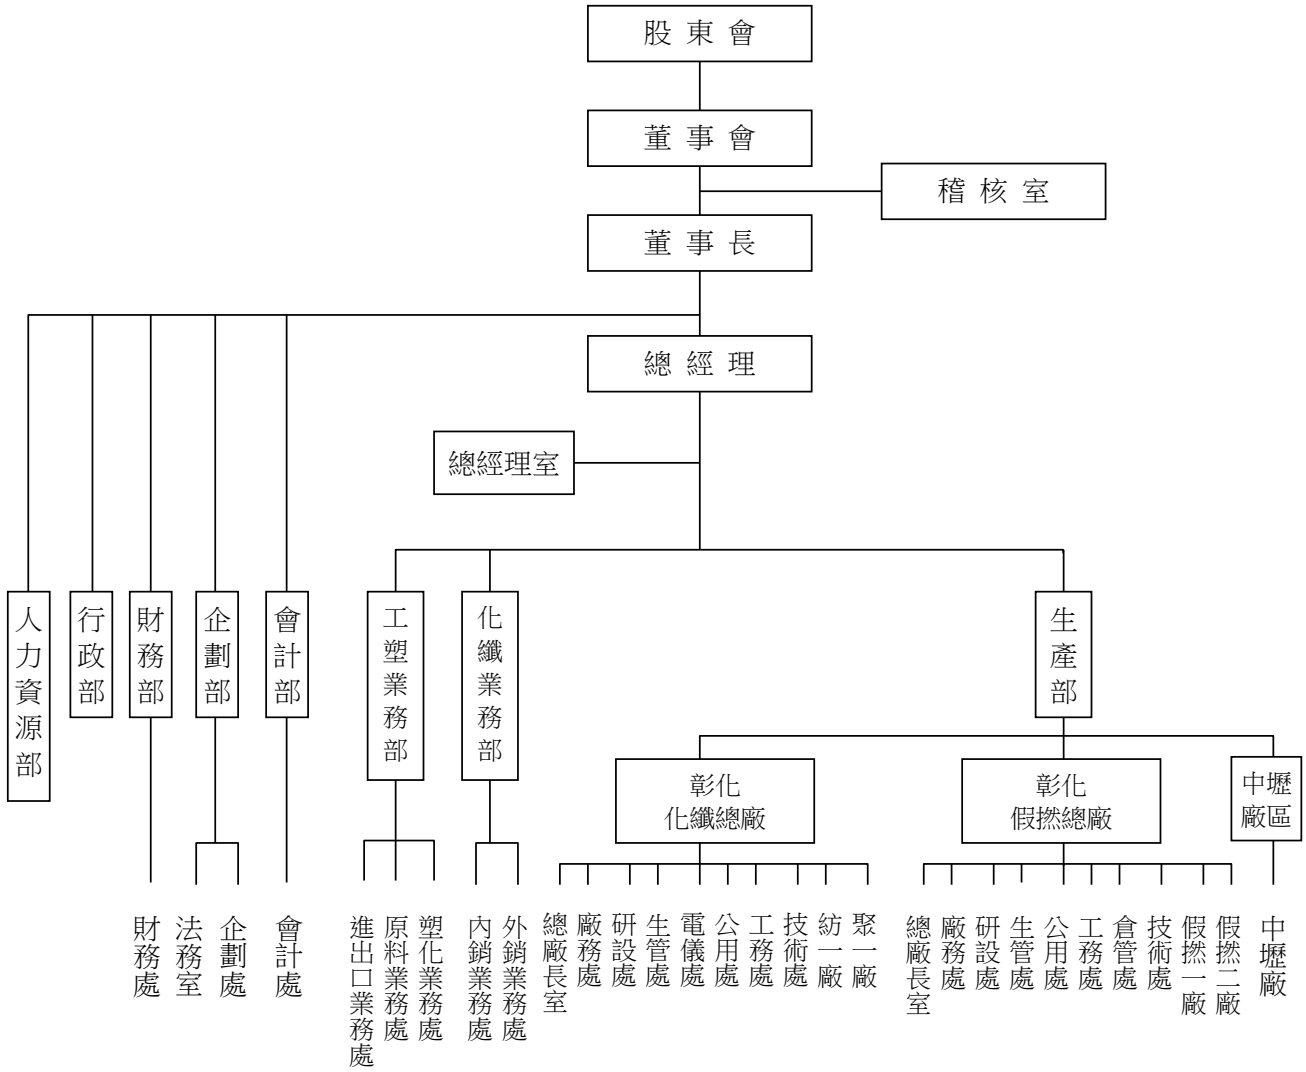 股東會
董事會
稽核室
董事長
總經理
總經理室
人力資源部
行政部
財務部
企劃部
會計部
工塑業務部
化纖業務部
生產部
彰化
化纖總廠
彰化
假撚總廠
中壢
廠區
財務處
法務室
企劃處
會計處
進出口業務處
原料業務處
塑化業務處
內銷業務處
外銷業務處
總廠長室
廠務處
研設處
生管處
電儀處
公用處
工務處
技術處
紡一廠
聚一廠
總廠長室
廠務處
研設處
生管處
公用處
工務處
倉管處
技術處
假撚一廠
假撚二廠
中壢廠